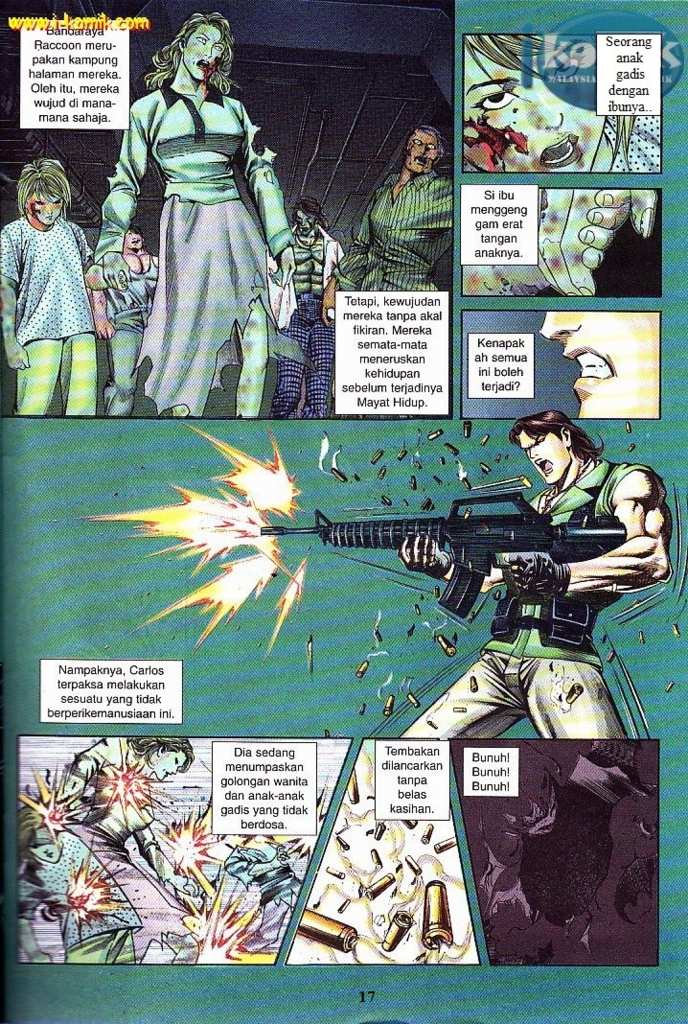 www.i-komik.com
Bandaraya
Raccoon meru-
pakan kampung
halaman mereka.
Oleh itu, mereka
wujud di mana-
mana sahaja.
Seorang
anak
gadis
dengan
ibunya..
Si ibu
menggeng
gam erat
tangan
anaknya.
Tetapi, kewujudan
mereka tanpa akal
fikiran. Mereka
semata-mata
meneruskan
kehidupan
sebelum terjadinya
Mayat Hidup.
Kenapak
ah semua
ini boleh
terjadi?
Nampaknya, Carlos
terpaksa melakukan
sesuatu yang tidak
berperikemanusiaan ini.
Dia sedang
menumpaskan
golongan wanita
dan anak-anak
gadis yang tidak
berdosa.
Tembakan
dilancarkan
tanpa
belas
kasihan.
Bunuh!
Bunuh!
Bunuh!
17